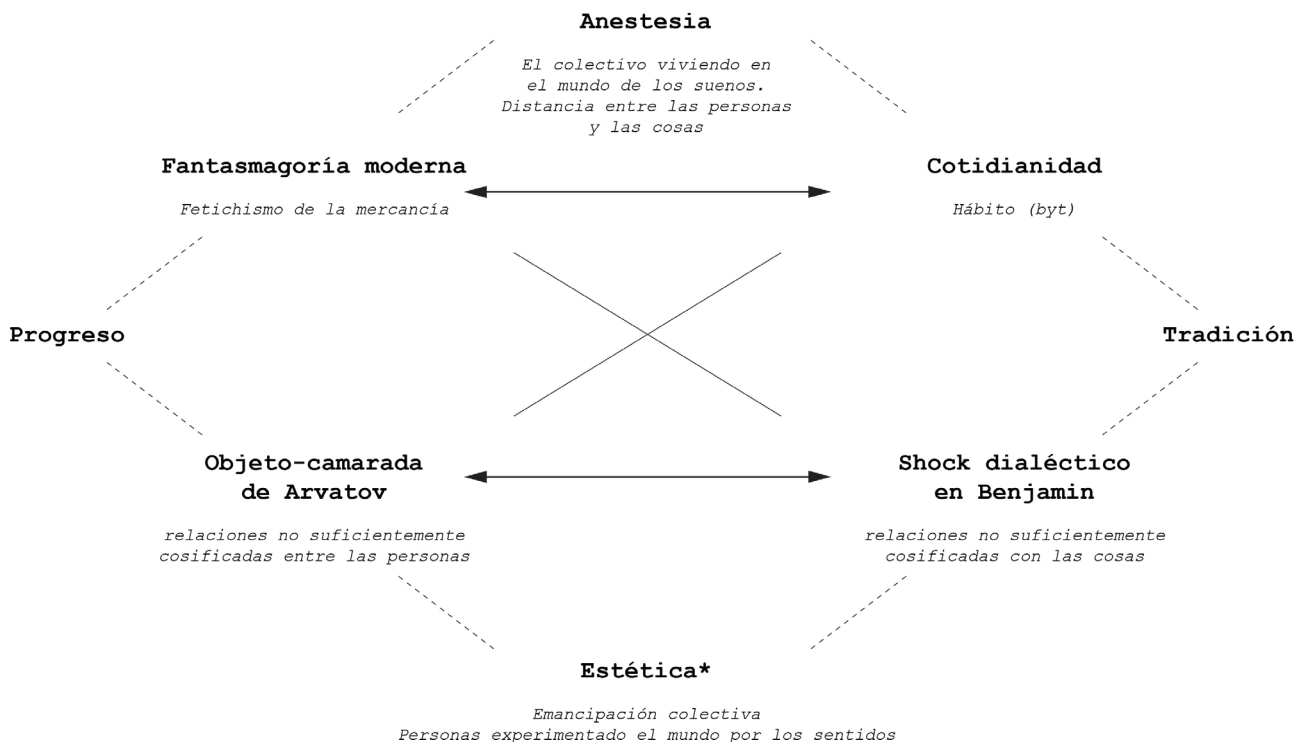 Anestesia
El colectivo viviendo en
el mundo de los suenos.
Distancia entre las personas
y las cosas
Fantasmagoría moderna
Fetichismo de la mercancía
Cotidianidad
Hábito (byt)
Progreso
Tradición
Objeto-camarada
de Arvatov
relaciones no suficientemente
cosificadas entre las personas
Shock dialéctico
en Benjamin
relaciones no suficientemente
cosificadas con las cosas
Estética*
Emancipación colectiva
Personas experimentado el mundo por los sentidos